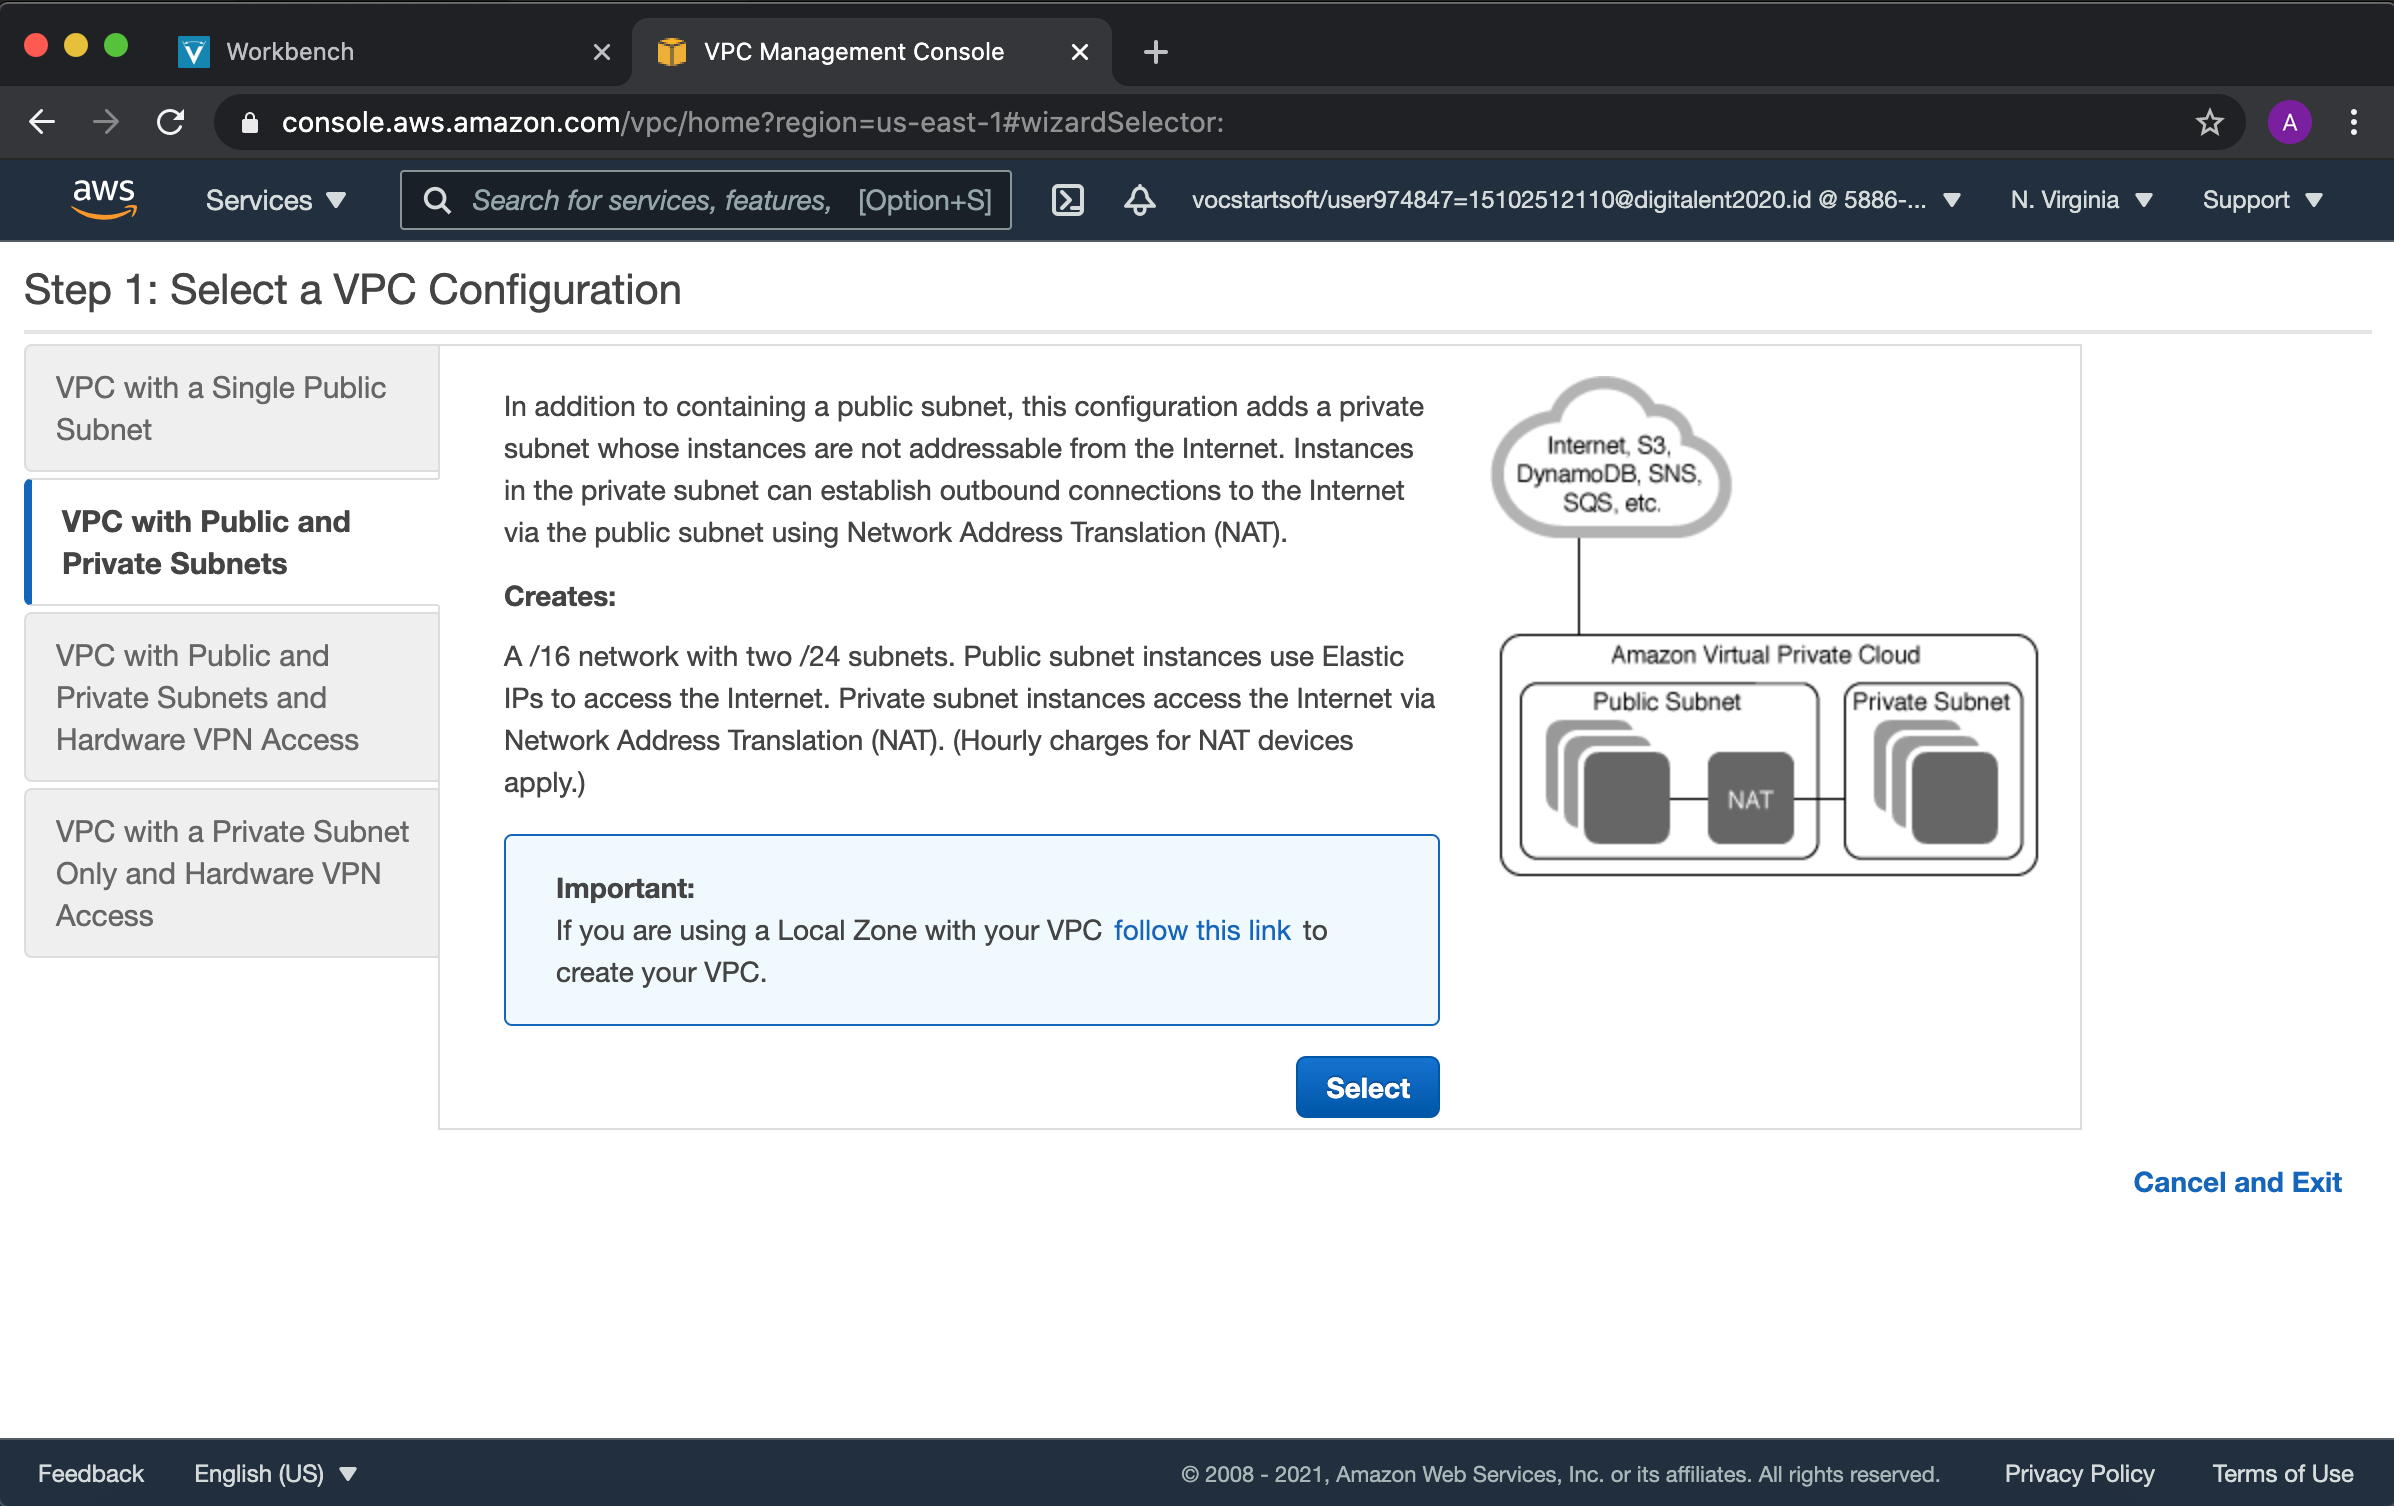 Workbench
VPC Management Console
console.aws.amazon.com/vpc/home?region=us-east-1#wizardSelector:
A
aws
Services
Search for services, features, [Option+S]
vocstartsoft/user974847=15102512110@digitalent2020.id @ 5886-...
N. Virginia
Support
Step 1: Select a VPC Configuration
VPC with a Single Public
Subnet
VPC with Public and
Private Subnets
VPC with Public and
Private Subnets and
Hardware VPN Access
VPC with a Private Subnet
Only and Hardware VPN
Access
In addition to containing a public subnet, this configuration adds a private
subnet whose instances are not addressable from the Internet. Instances
in the private subnet can establish outbound connections to the Internet
via the public subnet using Network Address Translation (NAT).
Creates:
A /16 network with two /24 subnets. Public subnet instances use Elastic
IPs to access the Internet. Private subnet instances access the Internet via
Network Address Translation (NAT). (Hourly charges for NAT devices
apply.)
Important:
If you are using a Local Zone with your VPC follow this link to
create your VPC.
Select
Internet, S3,
DynamoDB, SNS,
SQS, etc.
Amazon Virtual Private Cloud
Public Subnet
Private Subnet
NAT
Cancel and Exit
Feedback
English (US)
© 2008 - 2021, Amazon Web Services, Inc. or its affiliates. All rights reserved.
Privacy Policy
Terms of Use